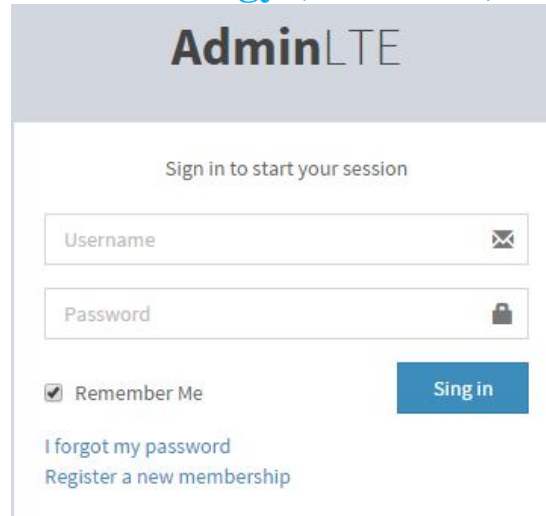 AdminLTE
Sign in to start your session
Username
Password
Remember Me
Sing in
I forgot my password
Register a new membership